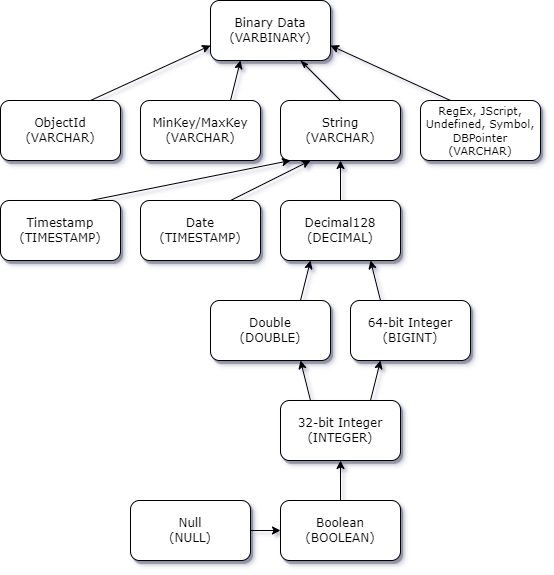 Binary Data
(VARBINARY)
ObjectId
(VARCHAR)
MinKey/MaxKey
(VARCHAR)
String
(VARCHAR)
RegEx, JScript,
Undefined, Symbol,
DBPointer
(VARCHAR)
Timestamp
(TIMESTAMP)
Date
(TIMESTAMP)
Decimal128
(DECIMAL)
Double
(DOUBLE)
64-bit Integer
(BIGINT)
32-bit Integer
(INTEGER)
Null
(NULL)
Boolean
(BOOLEAN)